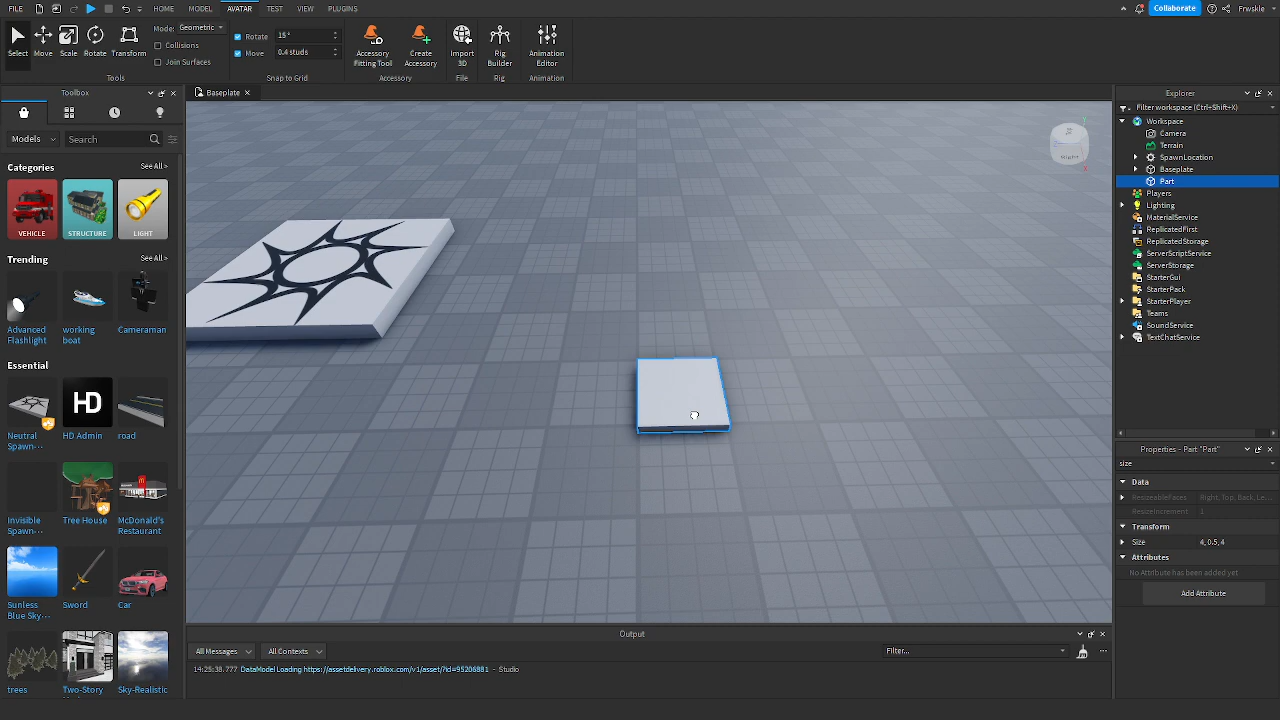 FILE HOME MODEL AVATAR TEST VIEW PLUGINS Collaborate Frwskle
Select Move Scale Rotate Transform
Mode: Geometric
Collisions
Join Surfaces
Tools
Rotate
Move 0.4 studs
Snap to Grid
Accessory Fitting Tool
Create Accessory
Accessory
Import 3D
File
Rig Builder
Rig
Animation Editor
Animation
Toolbox
Models Search
Categories See All>
VEHICLE STRUCTURE LIGHT
Trending See All>
Advanced Flashlight
working boat
Cameraman
Essential See All>
Neutral Spawn-···
HD
HD Admin
road
Invisible Spawn-···
Tree House
McDonald's Restaurant
Sunless Blue Sky···
Sword
Car
trees
Two-Story
Sky-Realistic
Baseplate
Right
Output
All Messages All Contexts Filter...
14:25:38.777 DataModel Loading https://assetdelivery.roblox.com/v1/asset/?id=95206881 - Studio
Explorer
Filter workspace (Ctrl+Shift+X)
Workspace
Camera
Terrain
SpawnLocation
Baseplate
Part
Players
Lighting
MaterialService
ReplicatedFirst
ReplicatedStorage
ServerScriptService
ServerStorage
StarterGui
StarterPack
StarterPlayer
Teams
SoundService
TextChatService
Properties - Part "Part"
size
Data
ResizeableFaces Right, Top, Back, Le...
ResizeIncrement 1
Transform
Size 4, 0.5, 4
Attributes
No Attribute has been added yet
Add Attribute